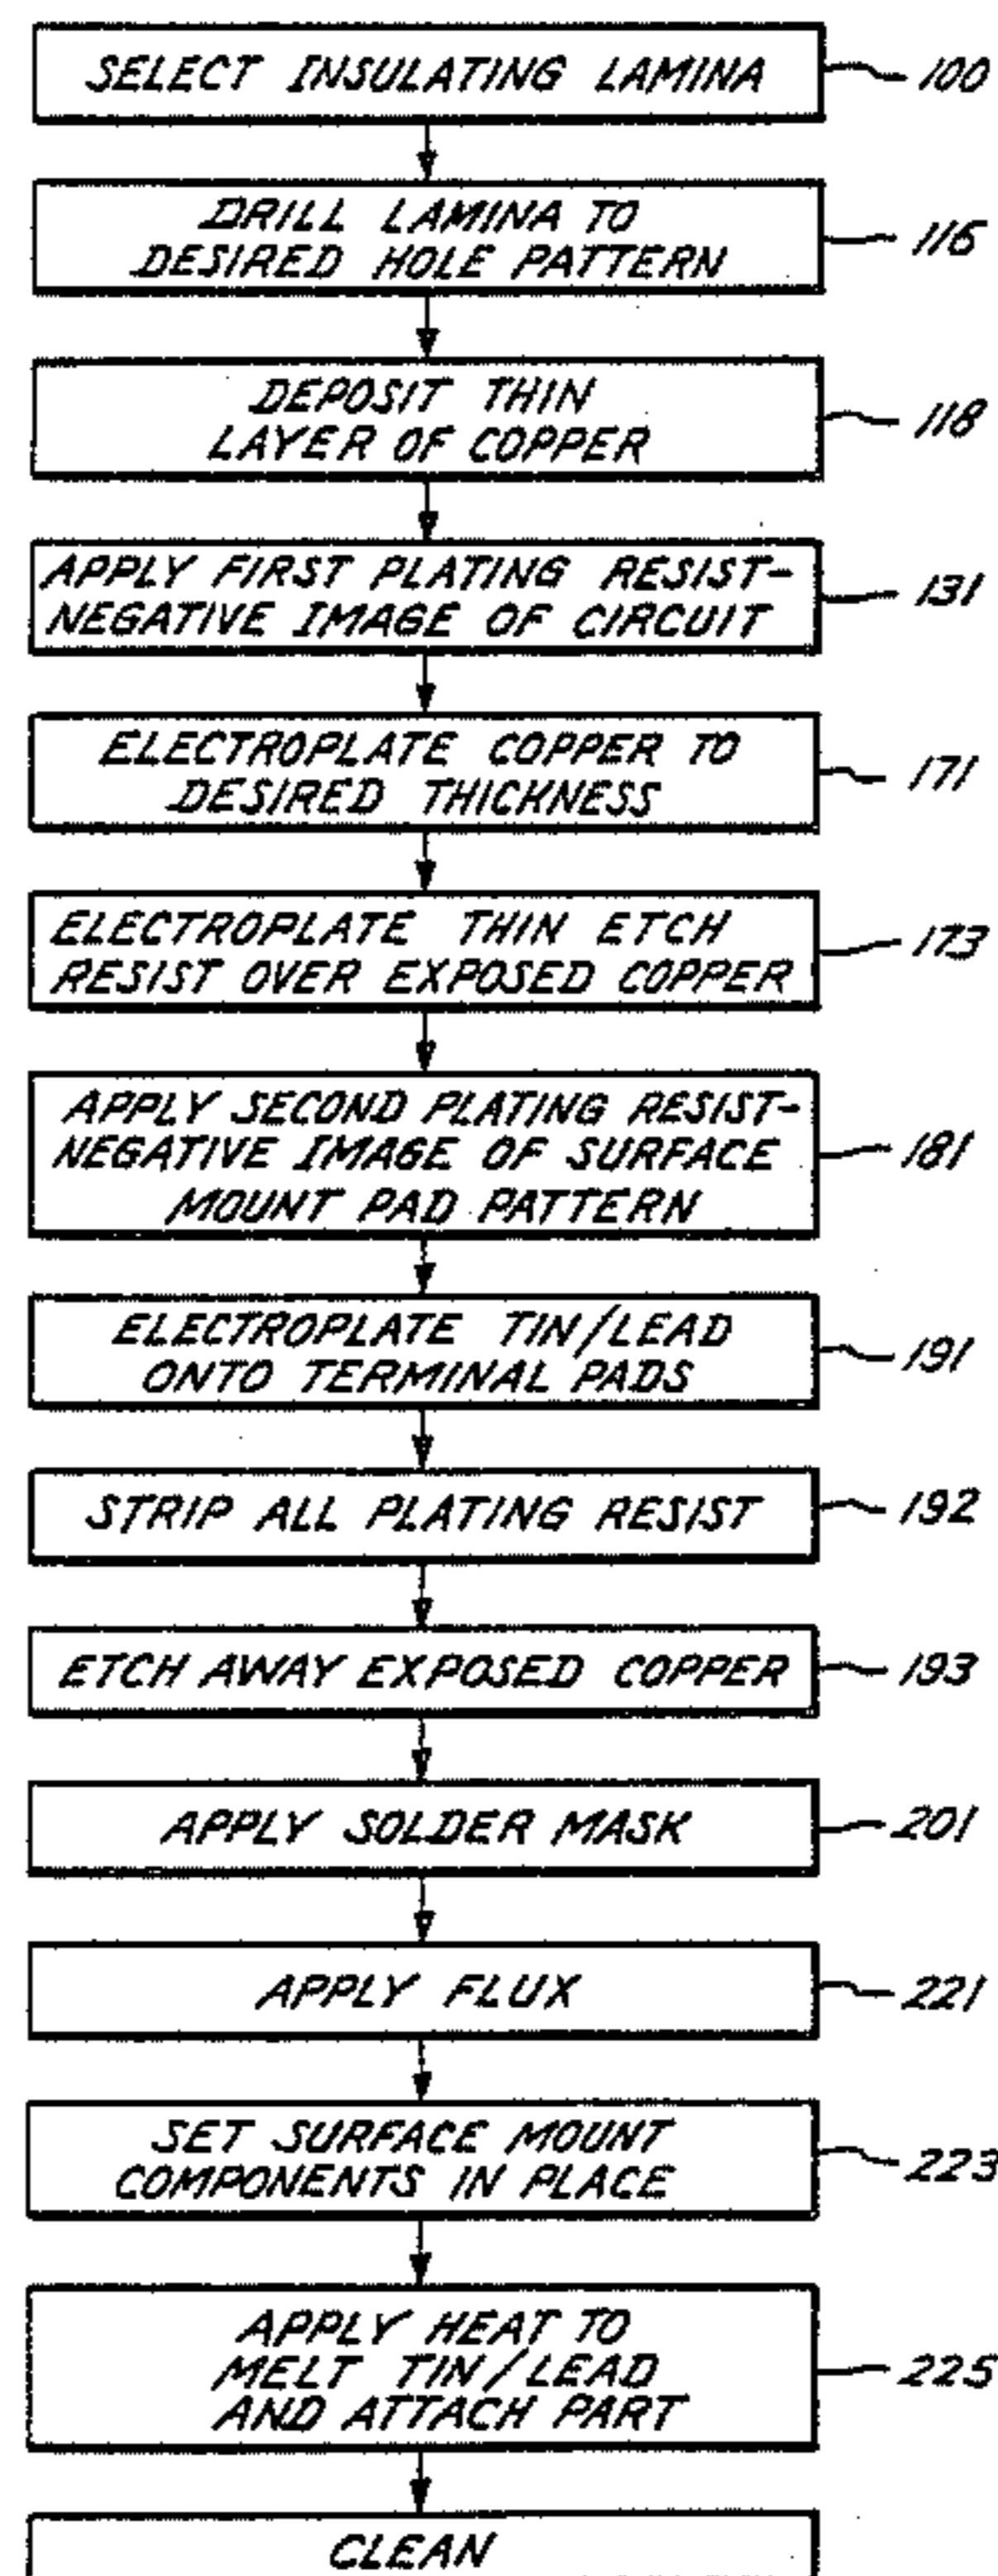 SELECT INSULATING LAMINA 100
DRILL LAMINA TO
DESIRED HOLE PATTERN 116
DEPOSIT THIN
LAYER OF COPPER 118
APPLY FIRST PLATING RESIST-
NEGATIVE IMAGE OF CIRCUIT 131
ELECTROPLATE COPPER TO
DESIRED THICKNESS 171
ELECTROPLATE THIN ETCH
RESIST OVER EXPOSED COPPER 173
APPLY SECOND PLATING RESIST-
NEGATIVE IMAGE OF SURFACE 181
MOUNT PAD PATTERN
ELECTROPLATE TIN/LEAD
ONTO TERMINAL PADS 191
STRIP ALL PLATING RESIST 192
ETCH AWAY EXPOSED COPPER 193
APPLY SOLDER MASK 201
APPLY FLUX 221
SET SURFACE MOUNT
COMPONENTS IN PLACE 223
APPLY HEAT TO
MELT TIN/LEAD 225
AND ATTACH PART
CLEAN